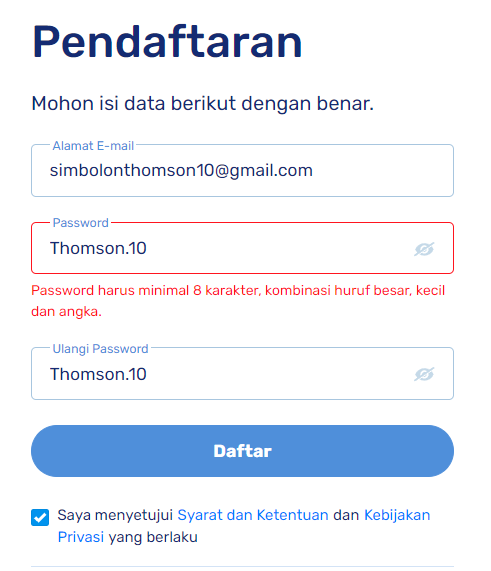 Pendaftaran
Mohon isi data berikut dengan benar.
Alamat E-mail
simbolonthomson10@gmail.com
Password
Thomson.10
Password harus minimal 8 karakter, kombinasi huruf besar, kecil
dan angka.
Ulangi Password
Thomson.10
Daftar
Saya menyetujui Syarat dan Ketentuan dan Kebijakan
Privasi yang berlaku